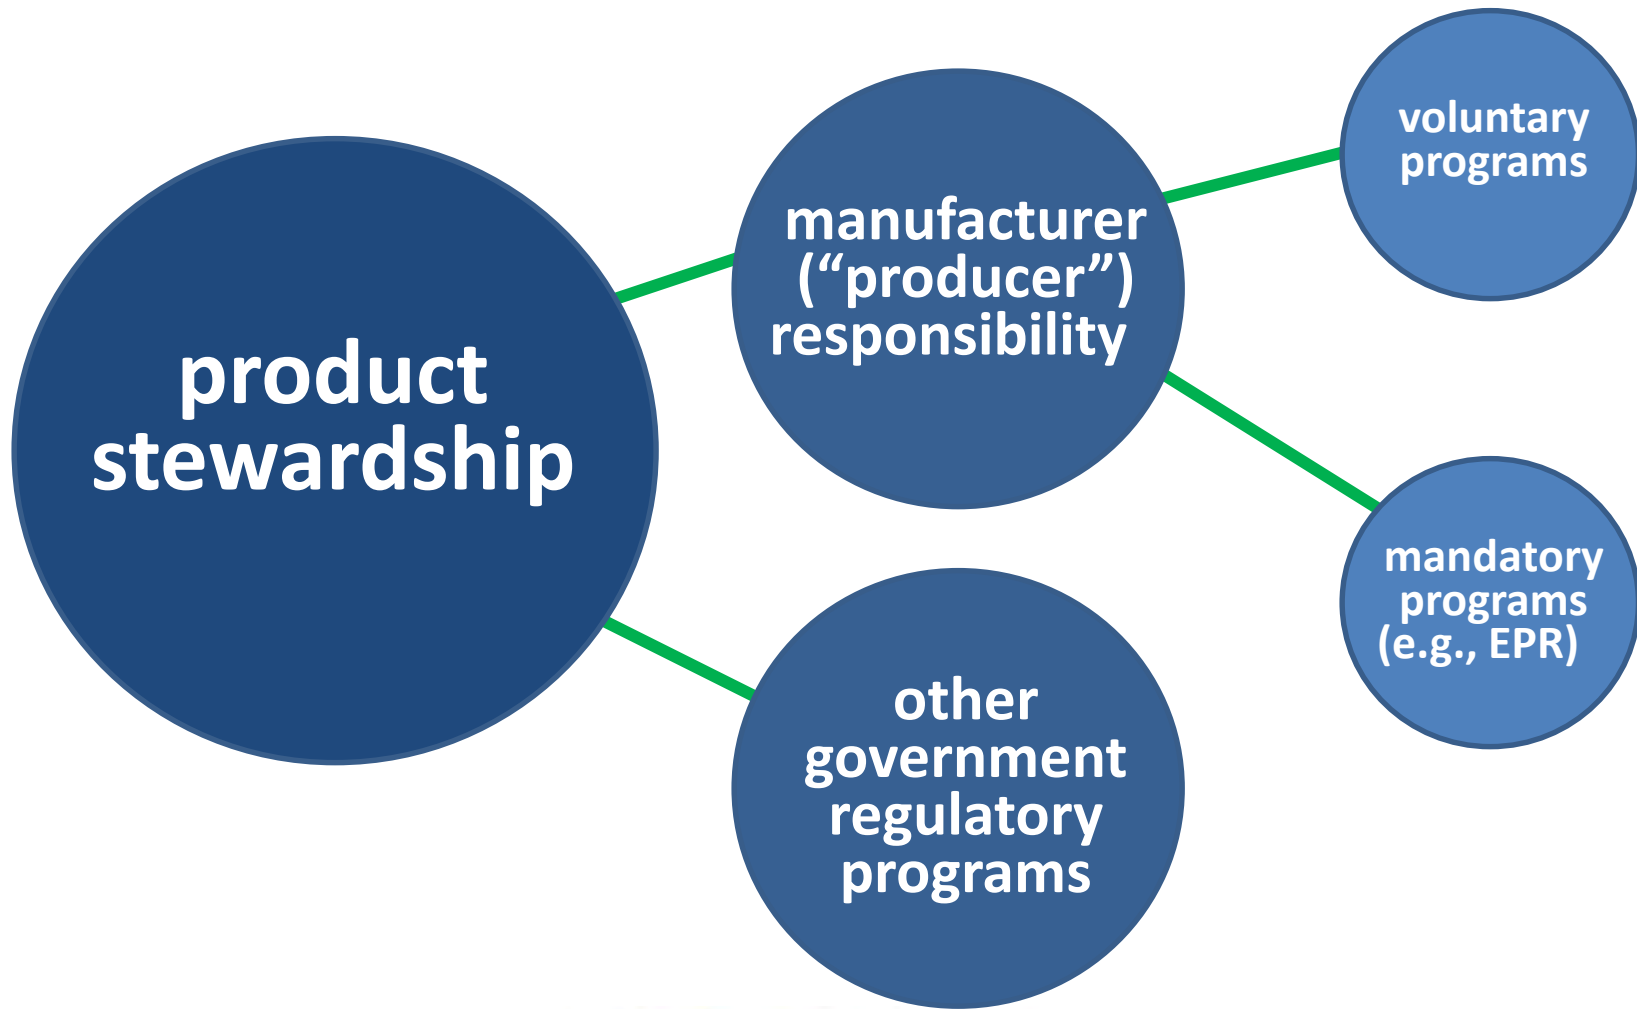 product
stewardship
manufacturer
(“producer”)
responsibility
other
government
regulatory
programs
voluntary
programs
mandatory
programs
(e.g., EPR)